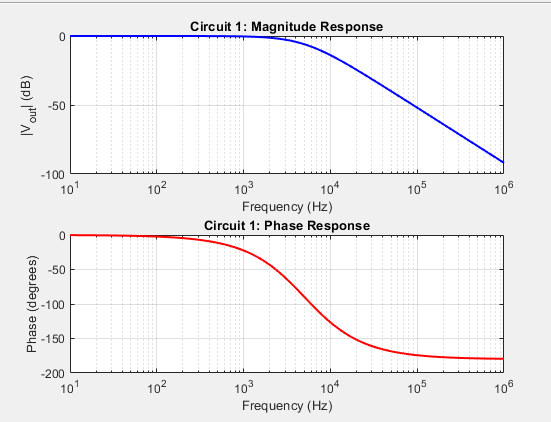 Circuit 1: Magnitude Response
|V_out| (dB)
0
-50
-100
10^1 10^2 10^3 10^4 10^5 10^6
Frequency (Hz)
Circuit 1: Phase Response
Phase (degrees)
0
-50
-100
-150
-200
10^1 10^2 10^3 10^4 10^5 10^6
Frequency (Hz)